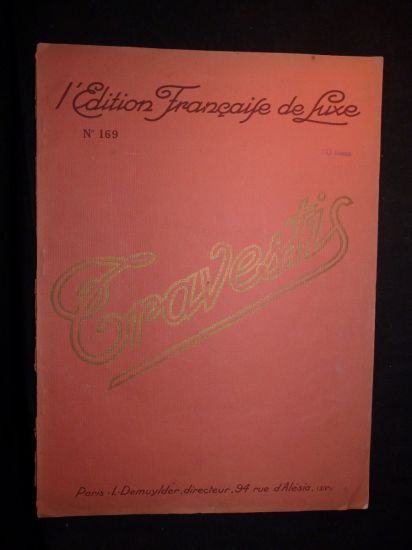 l'Edition Française de Luxe
N° 169
Travestis
Paris - L. Demuylder, directeur, 94 rue d'Alésia,